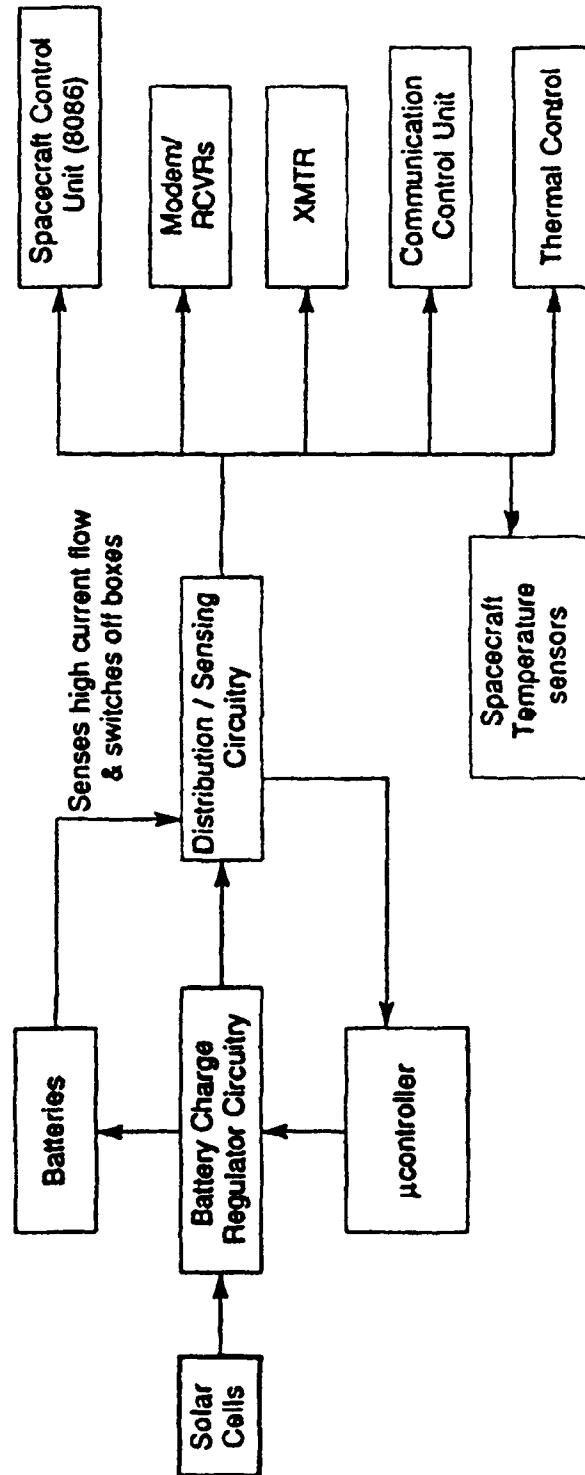 Solar
Cells
Batteries
Battery Charge
Regulator Circuitry
µcontroller
Senses high current flow
& switches off boxes
Distribution / Sensing
Circuitry
Spacecraft Control
Unit (8086)
Modem/
RCVRs
XMTR
Communication
Control Unit
Thermal Control
Spacecraft
Temperature
sensors